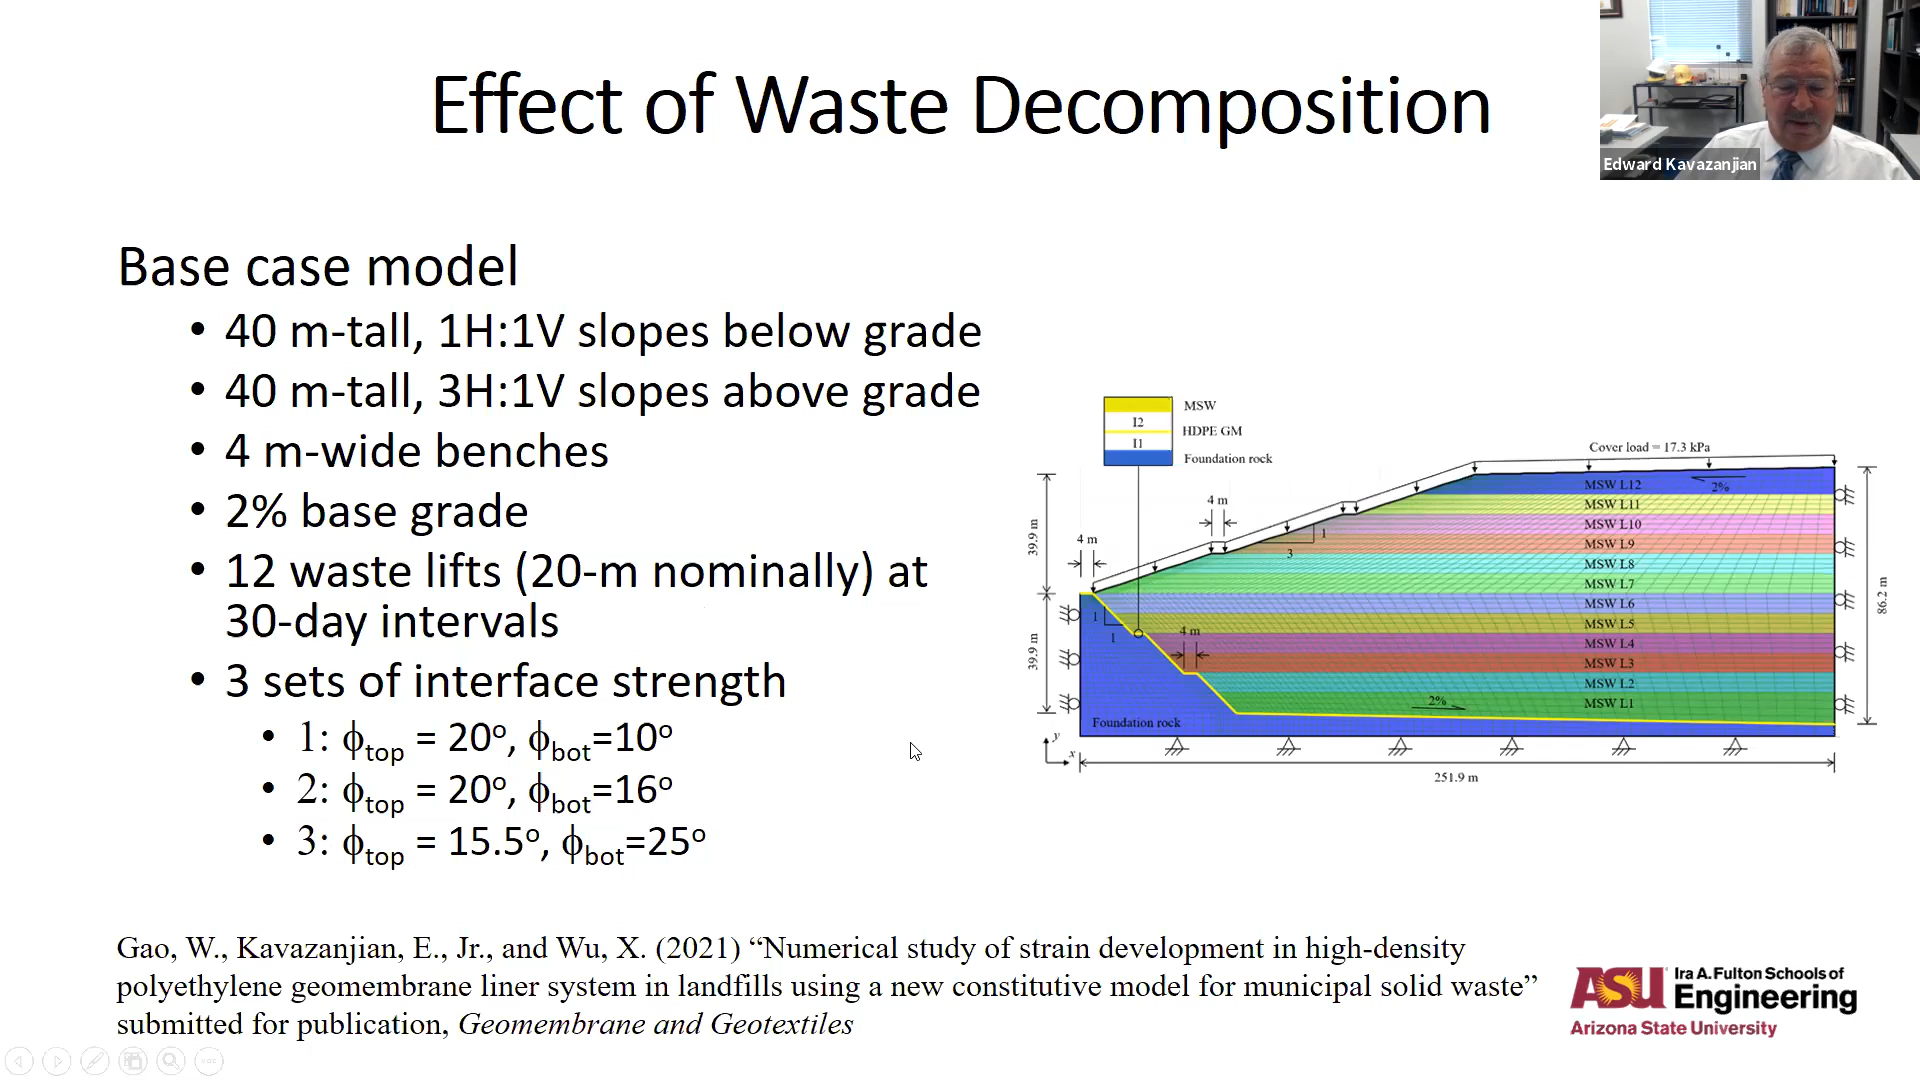 Effect of Waste Decomposition
Edward Kavazanjian
Base case model
• 40 m-tall, 1H:1V slopes below grade
• 40 m-tall, 3H:1V slopes above grade
• 4 m-wide benches
• 2% base grade
• 12 waste lifts (20-m nominally) at
30-day intervals
• 3 sets of interface strength
• 1: ϕtop = 20o, ϕbot=10o
• 2: ϕtop = 20o, ϕbot=16o
• 3: ϕtop = 15.5o, ϕbot=25o
MSW
I2
HDPE GM
I1
Foundation rock
Cover load = 17.3 kPa
2%
MSW L12
MSW L11
MSW L10
MSW L9
MSW L8
MSW L7
MSW L6
MSW L5
MSW L4
MSW L3
MSW L2
MSW L1
4 m
4 m
4 m
1
3
1
1
39.9 m
39.9 m
86.2 m
2%
Foundation rock
y
x
251.9 m
Gao, W., Kavazanjian, E., Jr., and Wu, X. (2021) “Numerical study of strain development in high-density
polyethylene geomembrane liner system in landfills using a new constitutive model for municipal solid waste”
submitted for publication, Geomembrane and Geotextiles
ASU Ira A. Fulton Schools of
Engineering
Arizona State University